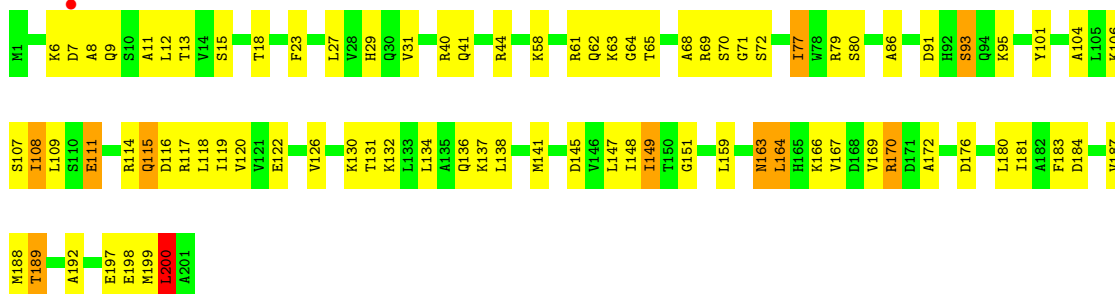 M1 K6 D7 A8 Q9 S10 A11 L12 T13 V14 S15 T18 F23 L27 V28 H29 Q30 V31 R40 Q41 R44 K58 R61 Q62 K63 G64 T65 A68 R69 S70 G71 S72 I77 W78 R79 S80 A86 D91 H92 S93 Q94 K95 Y101 A104 L105 K106
S107 I108 L109 S110 E111 R114 Q115 D116 R117 L118 I119 V120 V121 E122 V126 K130 T131 K132 L133 L134 A135 Q136 K137 L138 M141 D145 V146 L147 I148 I149 T150 G151 L159 N163 L164 H165 K166 V167 D168 V169 R170 D171 A172 D176 L180 I181 A182 F183 D184 V187
M188 T189 A192 E197 E198 M199 L200 A201